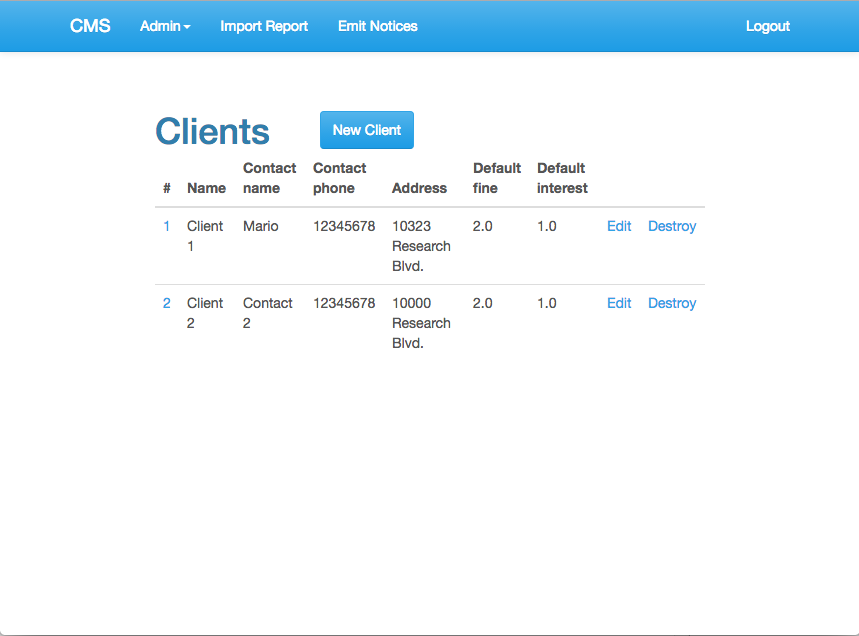 CMS Admin Import Report Emit Notices Logout
Clients New Client
# Name Contact name Contact phone Address Default fine Default interest
1 Client 1 Mario 12345678 10323 Research Blvd. 2.0 1.0 Edit Destroy
2 Client 2 Contact 2 12345678 10000 Research Blvd. 2.0 1.0 Edit Destroy